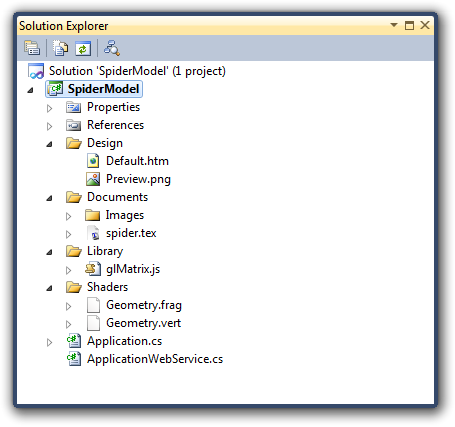 Solution Explorer
Solution 'SpiderModel' (1 project)
SpiderModel
Properties
References
Design
Default.htm
Preview.png
Documents
Images
spider.tex
Library
glMatrix.js
Shaders
Geometry.frag
Geometry.vert
Application.cs
ApplicationWebService.cs